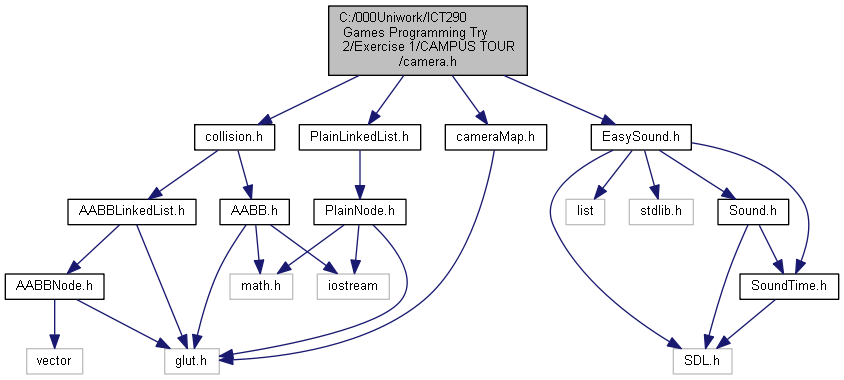 C:/000Uniwork/ICT290
Games Programming Try
2/Exercise 1/CAMPUS TOUR
/camera.h
collision.h
PlainLinkedList.h
cameraMap.h
EasySound.h
AABBLinkedList.h
AABB.h
PlainNode.h
list
stdlib.h
Sound.h
AABBNode.h
math.h
iostream
SoundTime.h
vector
glut.h
SDL.h